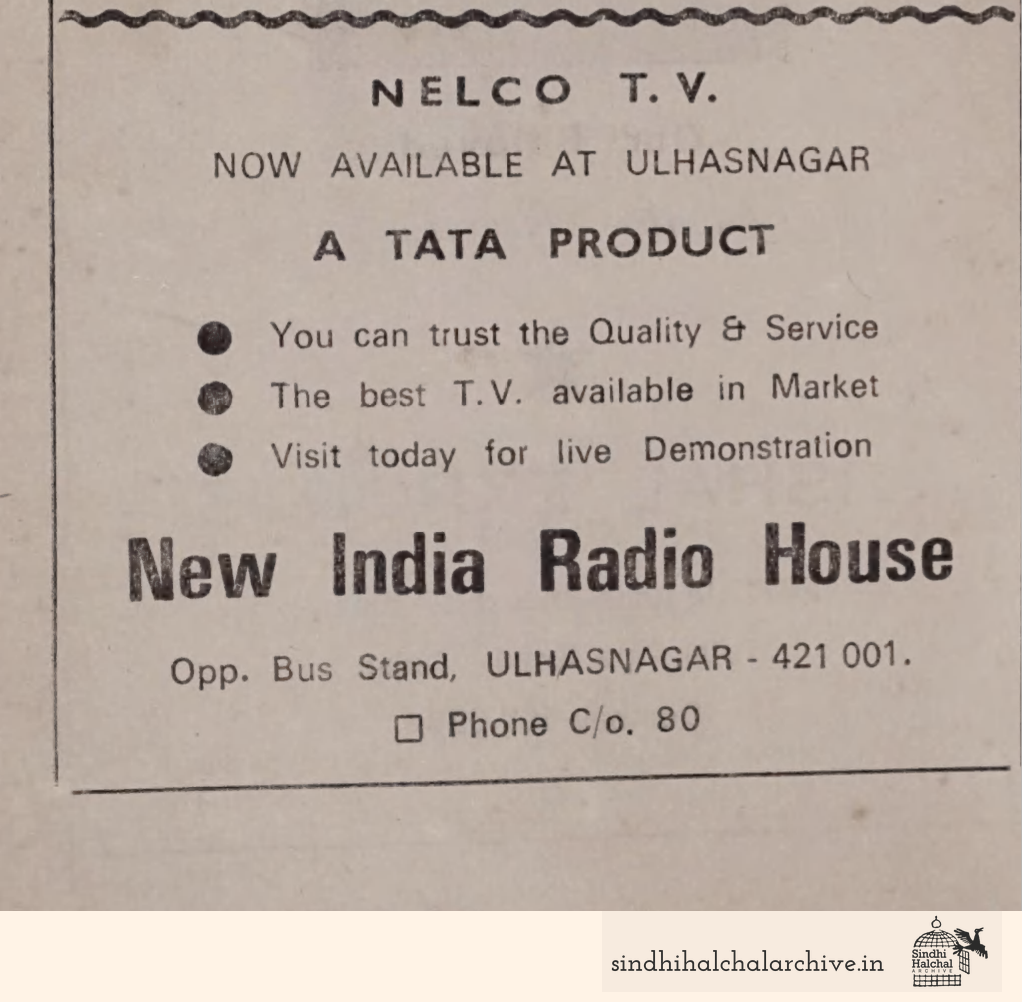 NELCO T. V.
NOW AVAILABLE AT ULHASNAGAR
A TATA PRODUCT
● You can trust the Quality & Service
● The best T.V. available in Market
● Visit today for live Demonstration
New India Radio House
Opp. Bus Stand, ULHASNAGAR - 421 001.
□ Phone C/o. 80
sindhihalchalarchive.in
Sindhi
Halchal
ARCHIVE